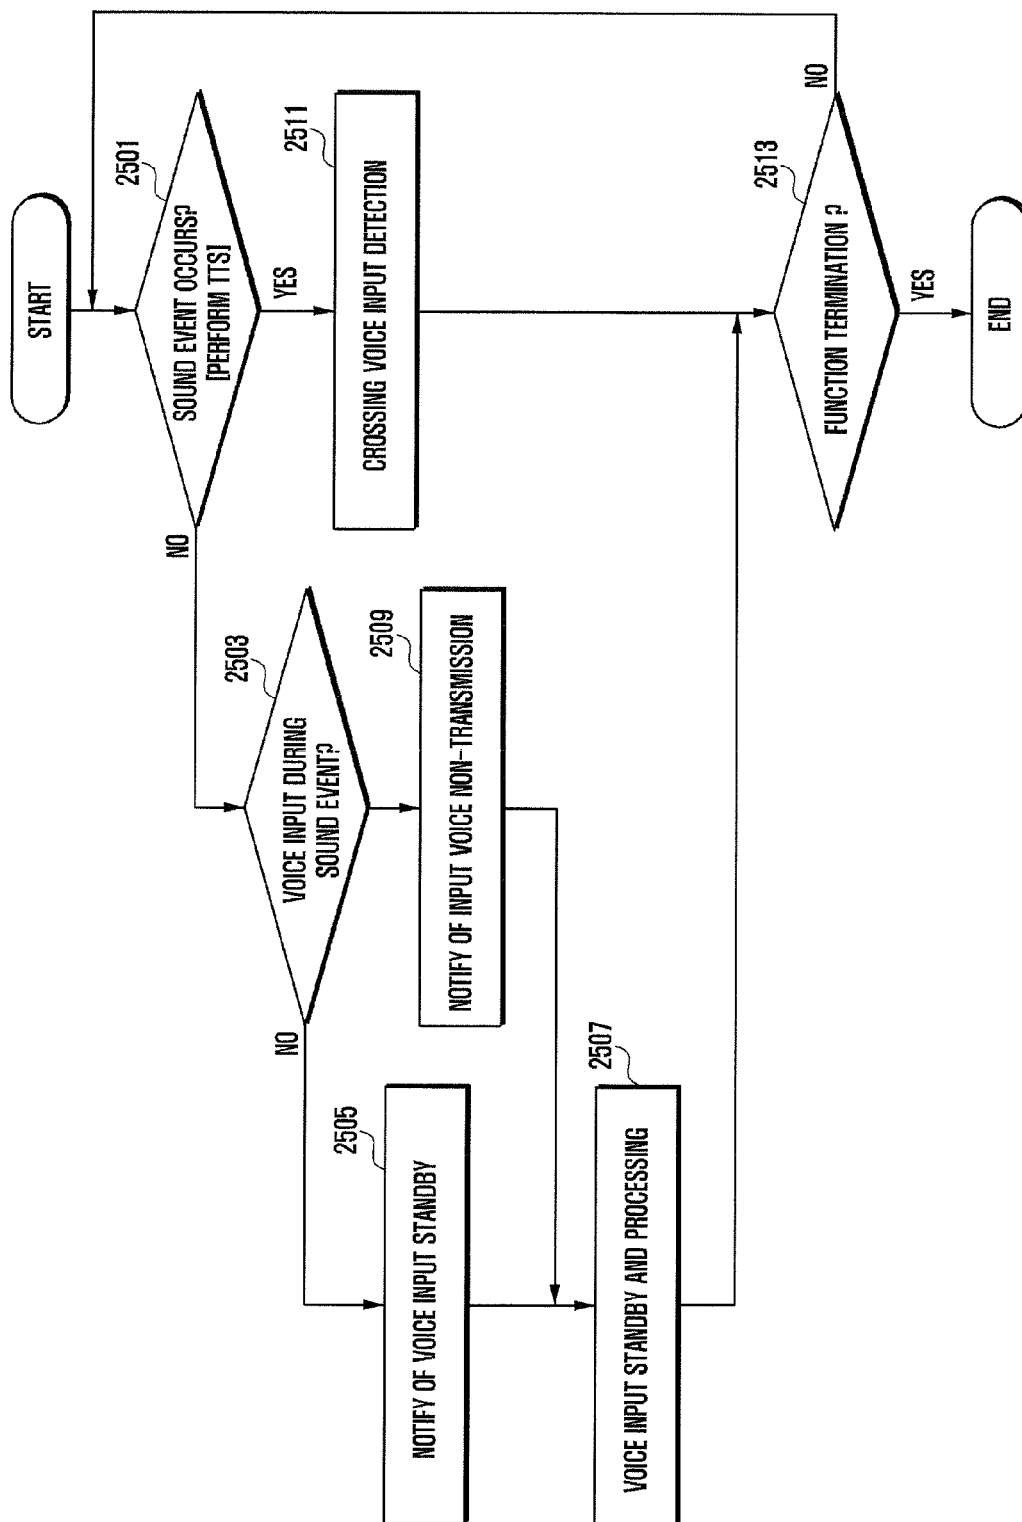 START
2501
SOUND EVENT OCCURS?
[PERFORM TTS]
NO
YES
2503
VOICE INPUT DURING
SOUND EVENT?
NO
2511
CROSSING VOICE INPUT DETECTION
2505
NOTIFY OF VOICE INPUT STANDBY
2509
NOTIFY OF INPUT VOICE NON-TRANSMISSION
2507
VOICE INPUT STANDBY AND PROCESSING
2513
FUNCTION TERMINATION ?
NO
YES
END